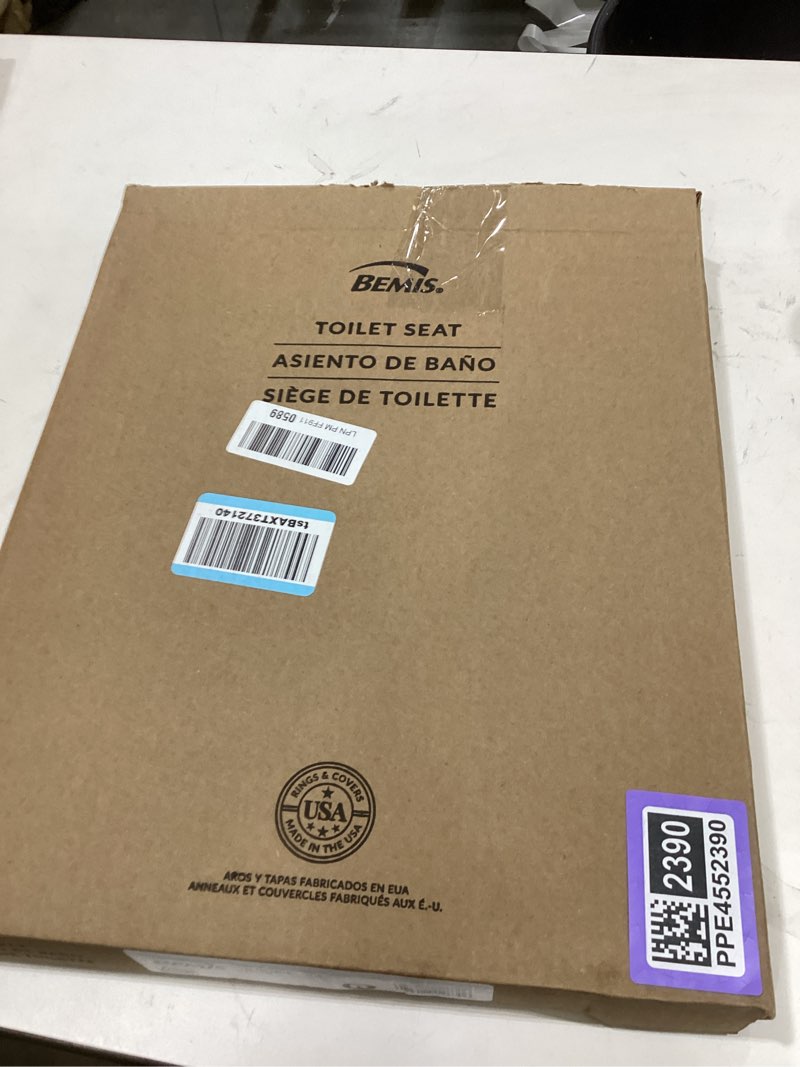 BEMIS®
TOILET SEAT
ASIENTO DE BAÑO
SIÈGE DE TOILETTE
LPN PM FF911 0589
tsBAXT372140
RINGS & COVERS
USA
MADE IN THE USA
AROS Y TAPAS FABRICADOS EN EUA
ANNEAUX ET COUVERCLES FABRIQUÉS AUX É.-U.
2390
PPE4552390